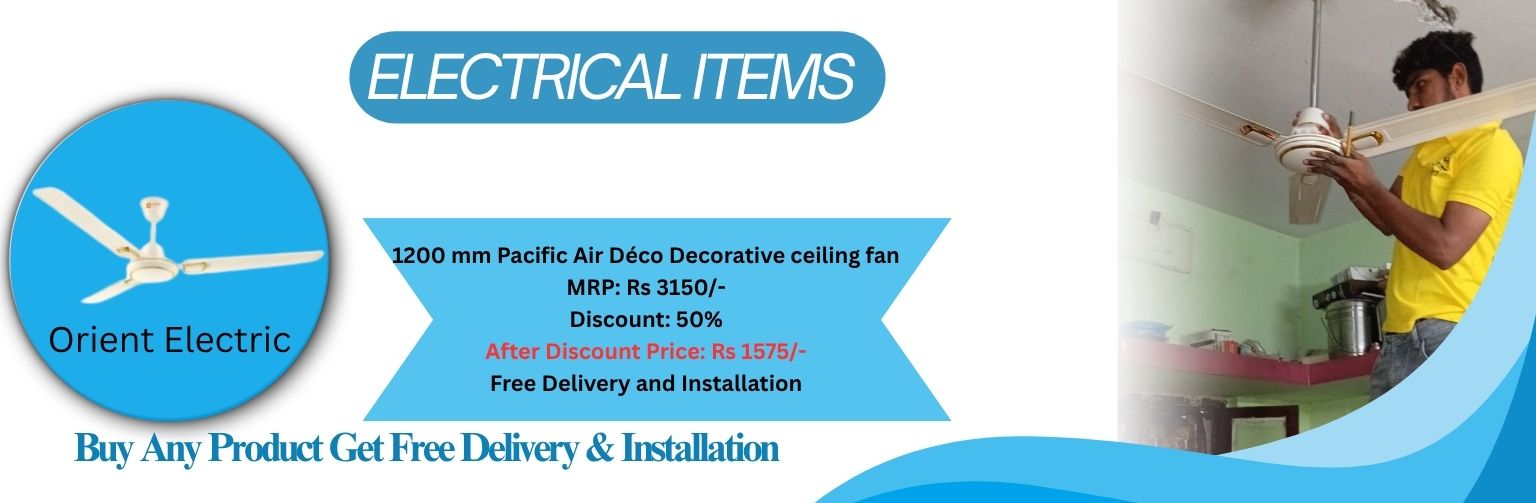 ELECTRICAL ITEMS
Orient Electric
1200 mm Pacific Air Déco Decorative ceiling fan
MRP: Rs 3150/-
Discount: 50%
After Discount Price: Rs 1575/-
Free Delivery and Installation
Buy Any Product Get Free Delivery & Installation